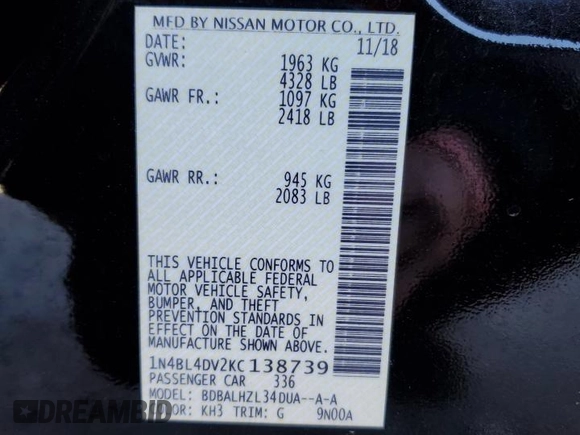 MFD BY NISSAN MOTOR CO., LTD.
DATE: 11/18
GVWR: 1963 KG
4328 LB
GAWR FR.: 1097 KG
2418 LB
GAWR RR.: 945 KG
2083 LB
THIS VEHICLE CONFORMS TO
ALL APPLICABLE FEDERAL
MOTOR VEHICLE SAFETY,
BUMPER, AND THEFT
PREVENTION STANDARDS IN
EFFECT ON THE DATE OF
MANUFACTURE SHOWN ABOVE.
1N4BL4DV2KC138739
PASSENGER CAR 336
MODEL: BDBALHZL34DUA--A-A
COLOR: KH3 TRIM: G 9N00A
DREAMBID